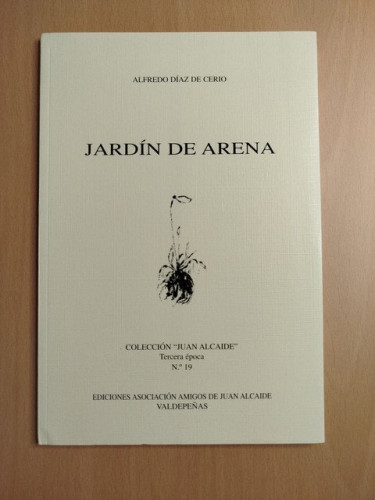 ALFREDO DÍAZ DE CERIO
JARDÍN DE ARENA
COLECCIÓN "JUAN ALCAIDE"
Tercera época
N.º 19
EDICIONES ASOCIACIÓN AMIGOS DE JUAN ALCAIDE
VALDEPEÑAS